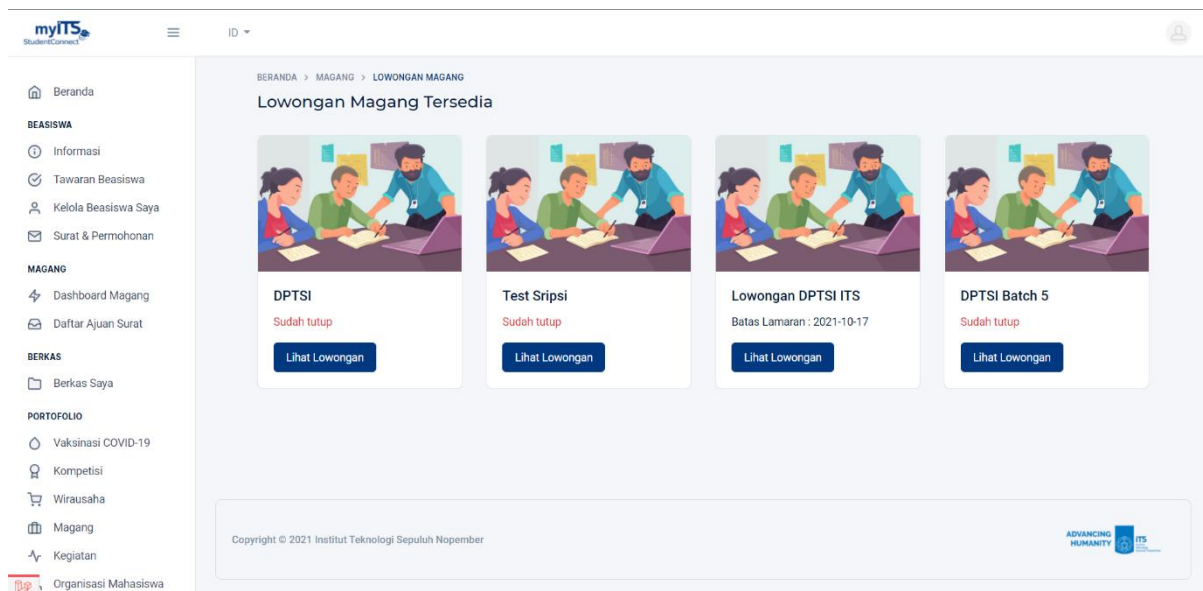 myITS
StudentConnect
ID
Beranda
BEASISWA
Informasi
Tawaran Beasiswa
Kelola Beasiswa Saya
Surat & Permohonan
MAGANG
Dashboard Magang
Daftar Ajuan Surat
BERKAS
Berkas Saya
PORTOFOLIO
Vaksinasi COVID-19
Kompetisi
Wirausaha
Magang
Kegiatan
Organisasi Mahasiswa
BERANDA > MAGANG > LOWONGAN MAGANG
Lowongan Magang Tersedia
DPTSI
Sudah tutup
Lihat Lowongan
Test Sripsi
Sudah tutup
Lihat Lowongan
Lowongan DPTSI ITS
Batas Lamaran : 2021-10-17
Lihat Lowongan
DPTSI Batch 5
Sudah tutup
Lihat Lowongan
Copyright © 2021 Institut Teknologi Sepuluh Nopember
ADVANCING
HUMANITY
ITS